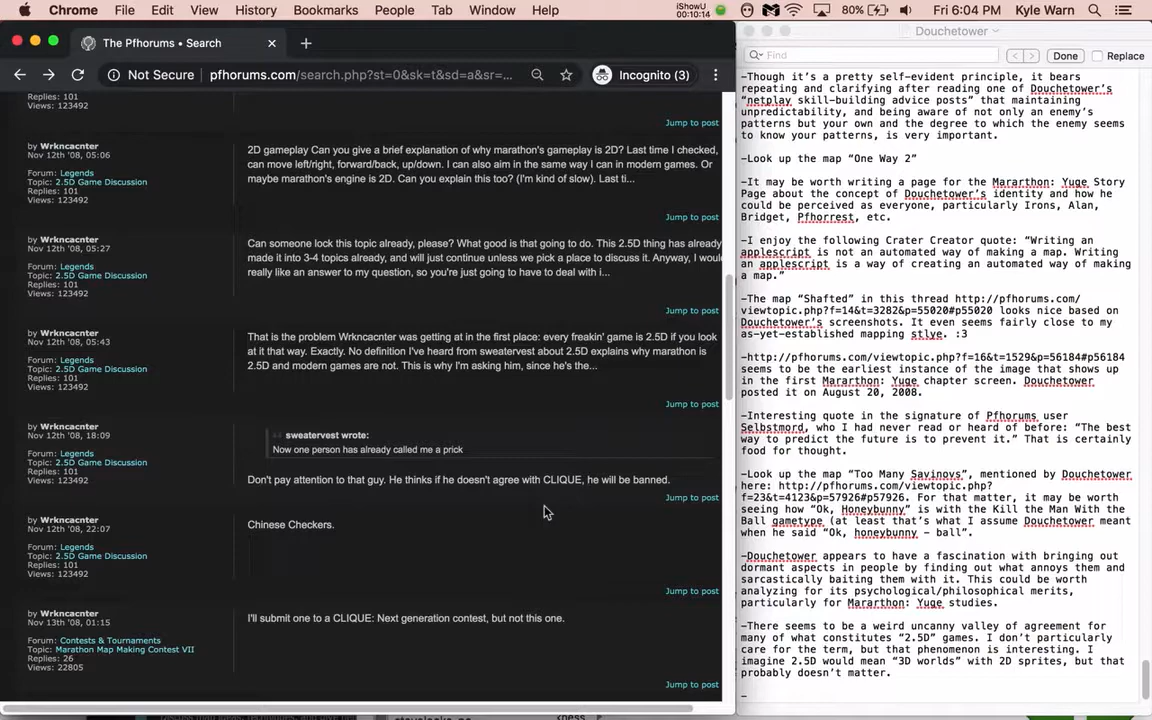 Chrome File Edit View History Bookmarks People Tab Window Help iShowU 00:10:14 80% Fri 6:04 PM Kyle Warn
The Pfhorums • Search
Not Secure pfhorums.com/search.php?st=0&sk=t&sd=a&sr=... Incognito (3)
Replies: 101
Views: 123492
Jump to post
by Wrkncacnter
Nov 12th '08, 05:06
Forum: Legends
Topic: 2.5D Game Discussion
Replies: 101
Views: 123492
2D gameplay Can you give a brief explanation of why marathon's gameplay is 2D? Last time I checked,
can move left/right, forward/back, up/down. I can also aim in the same way I can in modern games. Or
maybe marathon's engine is 2D. Can you explain this too? (I'm kind of slow). Last ti...
Jump to post
by Wrkncacnter
Nov 12th '08, 05:27
Forum: Legends
Topic: 2.5D Game Discussion
Replies: 101
Views: 123492
Can someone lock this topic already, please? What good is that going to do. This 2.5D thing has already
made it into 3-4 topics already, and will just continue unless we pick a place to discuss it. Anyway, I woul
really like an answer to my question, so you're just going to have to deal with i...
Jump to post
by Wrkncacnter
Nov 12th '08, 05:43
Forum: Legends
Topic: 2.5D Game Discussion
Replies: 101
Views: 123492
That is the problem Wrkncacnter was getting at in the first place: every freakin' game is 2.5D if you look
at it that way. Exactly. No definition I've heard from sweatervest about 2.5D explains why marathon is
2.5D and modern games are not. This is why I'm asking him, since he's the...
Jump to post
by Wrkncacnter
Nov 12th '08, 18:09
Forum: Legends
Topic: 2.5D Game Discussion
Replies: 101
Views: 123492
sweatervest wrote:
Now one person has already called me a prick
Don't pay attention to that guy. He thinks if he doesn't agree with CLIQUE, he will be banned.
Jump to post
by Wrkncacnter
Nov 12th '08, 22:07
Forum: Legends
Topic: 2.5D Game Discussion
Replies: 101
Views: 123492
Chinese Checkers.
Jump to post
by Wrkncacnter
Nov 13th '08, 01:15
Forum: Contests & Tournaments
Topic: Marathon Map Making Contest VII
Replies: 26
Views: 22805
I'll submit one to a CLIQUE: Next generation contest, but not this one.
Jump to post
Douchetower
Find Done Replace
-Though it's a pretty self-evident principle, it bears
repeating and clarifying after reading one of Douchetower's
"netplay skill-building advice posts" that maintaining
unpredictability, and being aware of not only an enemy's
patterns but your own and the degree to which the enemy seems
to know your patterns, is very important.
-Look up the map "One Way 2"
-It may be worth writing a page for the Mararthon: Yuge Story
Page about the concept of Douchetower's identity and how he
could be perceived as everyone, particularly Irons, Alan,
Bridget, Pfhorrest, etc.
-I enjoy the following Crater Creator quote: "Writing an
applescript is not an automated way of making a map. Writing
an applescript is a way of creating an automated way of making
a map."
-The map "Shafted" in this thread http://pfhorums.com/
viewtopic.php?f=14&t=3282&p=55020#p55020 looks nice based on
Douchetower's screenshots. It even seems fairly close to my
as-yet-established mapping stlye. :3
-http://pfhorums.com/viewtopic.php?f=16&t=1529&p=56184#p56184
seems to be the earliest instance of the image that shows up
in the first Mararthon: Yuge chapter screen. Douchetower
posted it on August 20, 2008.
-Interesting quote in the signature of Pfhorums user
Selbstmord, who I had never read or heard of before: "The best
way to predict the future is to prevent it." That is certainly
food for thought.
-Look up the map "Too Many Savinovs", mentioned by Douchetower
here: http://pfhorums.com/viewtopic.php?
f=23&t=4123&p=57926#p57926. For that matter, it may be worth
seeing how "Ok, Honeybunny" is with the Kill the Man With the
Ball gametype (at least that's what I assume Douchetower meant
when he said "Ok, honeybunny - ball".
-Douchetower appears to have a fascination with bringing out
dormant aspects in people by finding out what annoys them and
sarcastically baiting them with it. This could be worth
analyzing for its psychological/philosophical merits,
particularly for Mararthon: Yuge studies.
-There seems to be a weird uncanny valley of agreement for
many of what constitutes "2.5D" games. I don't particularly
care for the term, but that phenomenon is interesting. I
imagine 2.5D would mean "3D worlds" with 2D sprites, but that
probably doesn't matter.
-